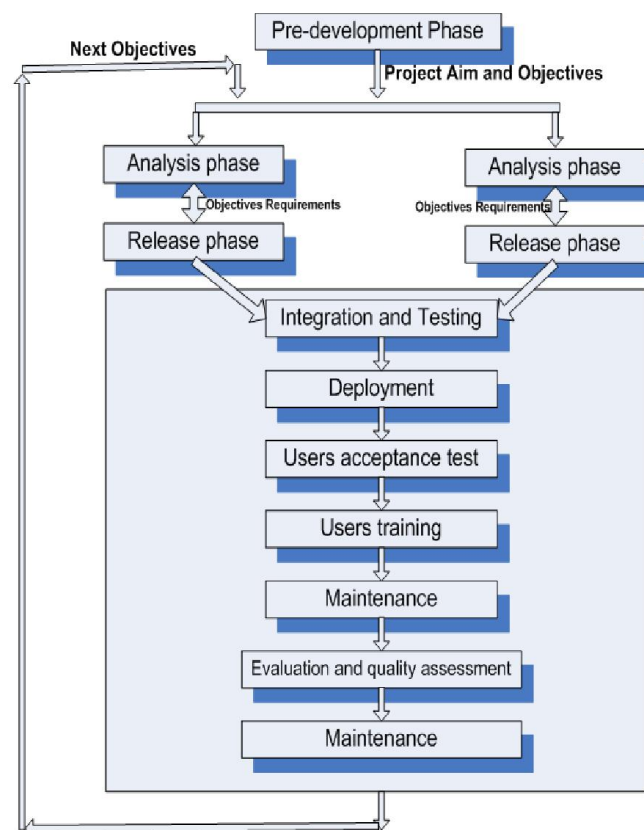 Pre-development Phase
Next Objectives
Project Aim and Objectives
Analysis phase
Analysis phase
Objectives Requirements
Objectives Requirements
Release phase
Release phase
Integration and Testing
Deployment
Users acceptance test
Users training
Maintenance
Evaluation and quality assessment
Maintenance